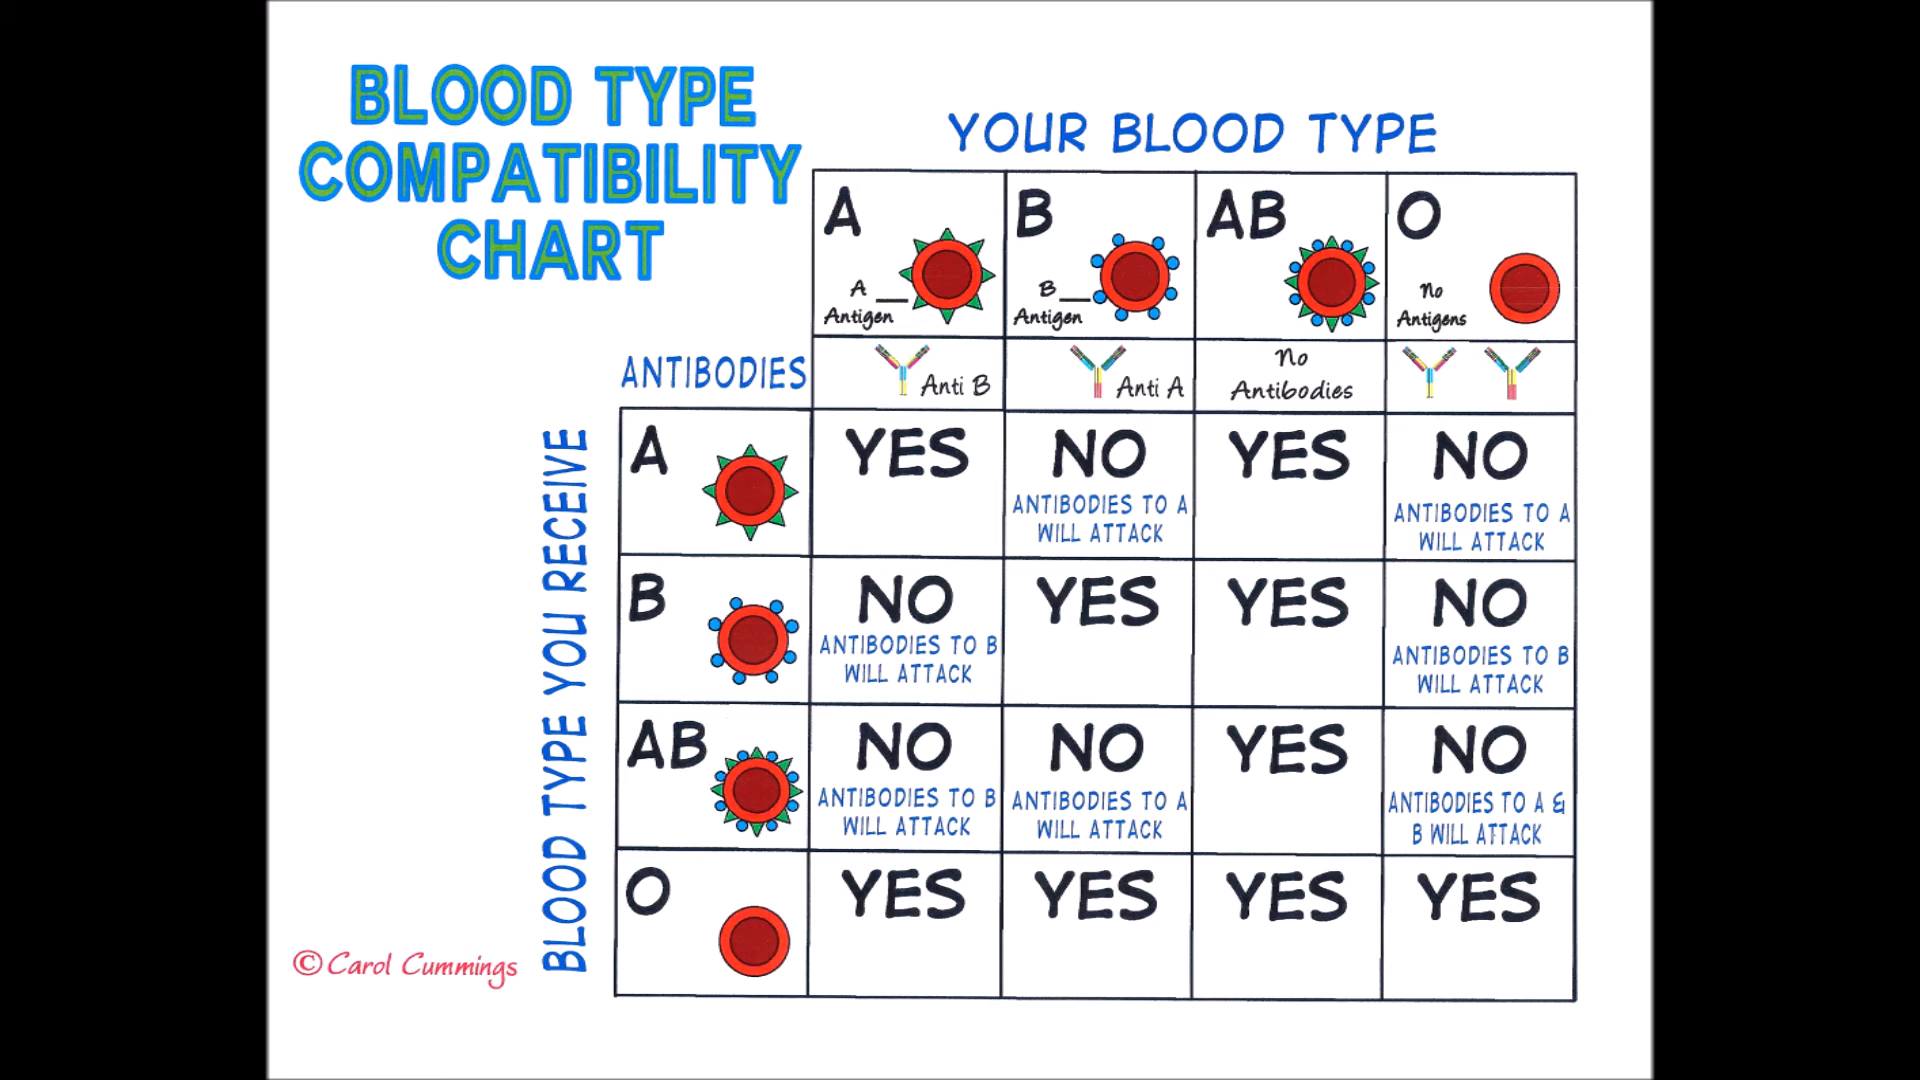 BLOOD TYPE
COMPATIBILITY
CHART
YOUR BLOOD TYPE
A
A
Antigen
B
B
Antigen
AB
O
No
Antigens
ANTIBODIES
Anti B
Anti A
No
Antibodies
BLOOD TYPE YOU RECEIVE
A
YES
NO
ANTIBODIES TO A
WILL ATTACK
YES
NO
ANTIBODIES TO A
WILL ATTACK
B
NO
ANTIBODIES TO B
WILL ATTACK
YES
YES
NO
ANTIBODIES TO B
WILL ATTACK
AB
NO
ANTIBODIES TO B
WILL ATTACK
NO
ANTIBODIES TO A
WILL ATTACK
YES
NO
ANTIBODIES TO A &
B WILL ATTACK
O
YES
YES
YES
YES
© Carol Cummings